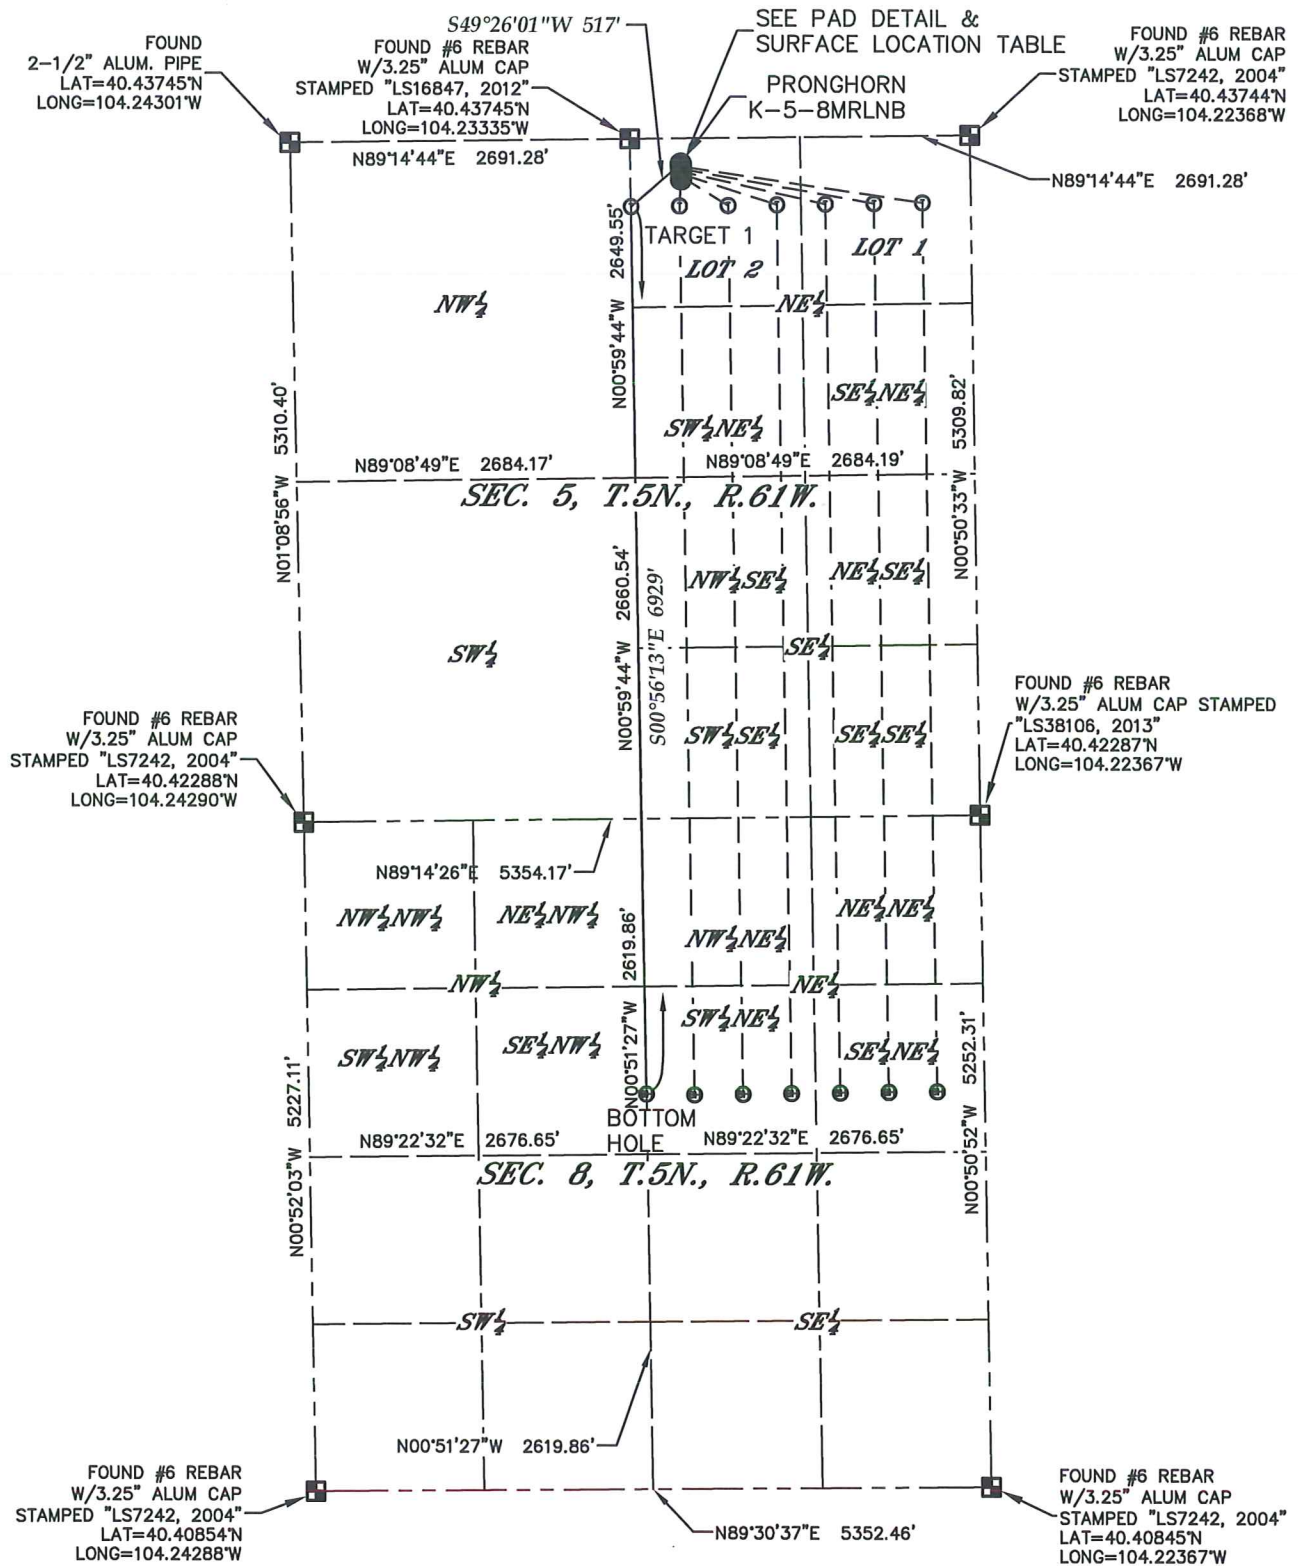 S49°26'01"W 517'
SEE PAD DETAIL &
SURFACE LOCATION TABLE
FOUND
2-1/2" ALUM. PIPE
LAT=40.43745°N
LONG=104.24301°W
FOUND #6 REBAR
W/3.25" ALUM CAP
STAMPED "LS16847, 2012"
LAT=40.43745°N
LONG=104.23335°W
PRONGHORN
K-5-8MRLNB
FOUND #6 REBAR
W/3.25" ALUM CAP
STAMPED "LS7242, 2004"
LAT=40.43744°N
LONG=104.22368°W
N89°14'44"E 2691.28'
N89°14'44"E 2691.28'
TARGET 1
LOT 2
LOT 1
N00°59'44"W 2649.55'
NW¼
NE¼
SE¼NE¼
SW¼NE¼
N01°08'56"W 5310.40'
N00°50'33"W 5309.82'
N89°08'49"E 2684.17'
N89°08'49"E 2684.19'
SEC. 5, T.5N., R.61W.
NW¼SE¼
NE¼SE¼
N00°59'44"W 2660.54'
S00°56'13"E 6929'
SW¼
SE¼
SW¼SE¼
SE¼SE¼
FOUND #6 REBAR
W/3.25" ALUM CAP
STAMPED "LS7242, 2004"
LAT=40.42288°N
LONG=104.24290°W
FOUND #6 REBAR
W/3.25" ALUM CAP STAMPED
"LS38106, 2013"
LAT=40.42287°N
LONG=104.22367°W
N89°14'26"E 5354.17'
NW¼NW¼
NE¼NW¼
NW¼NE¼
NE¼NE¼
N00°51'27"W 2619.86'
NW¼
NE¼
SW¼NW¼
SE¼NW¼
SW¼NE¼
SE¼NE¼
N00°52'03"W 5227.11'
N00°50'52"W 5252.31'
BOTTOM
HOLE
N89°22'32"E 2676.65'
N89°22'32"E 2676.65'
SEC. 8, T.5N., R.61W.
SW¼
SE¼
N00°51'27"W 2619.86'
FOUND #6 REBAR
W/3.25" ALUM CAP
STAMPED "LS7242, 2004"
LAT=40.40854°N
LONG=104.24288°W
N89°30'37"E 5352.46'
FOUND #6 REBAR
W/3.25" ALUM CAP
STAMPED "LS7242, 2004"
LAT=40.40845°N
LONG=104.22367°W